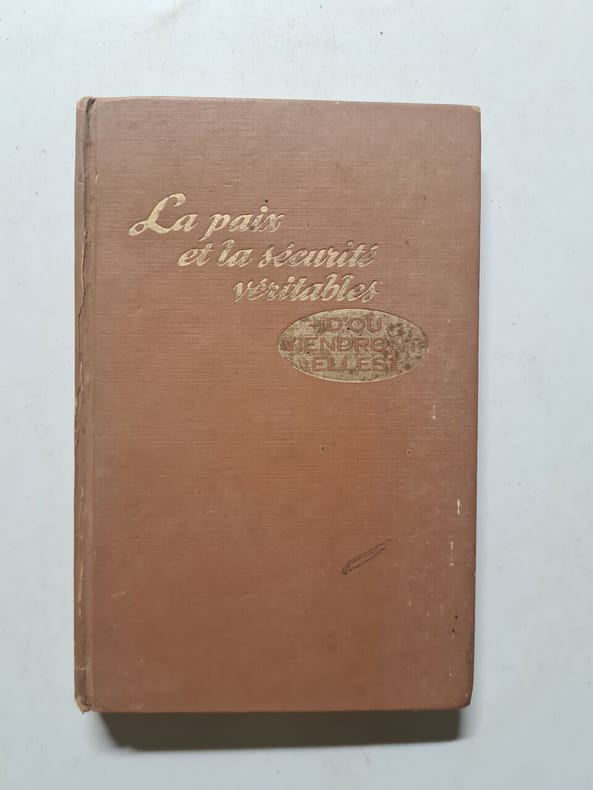 La paix
et la sécurité
véritables
D'OÙ
VIENDRONT
ELLES?